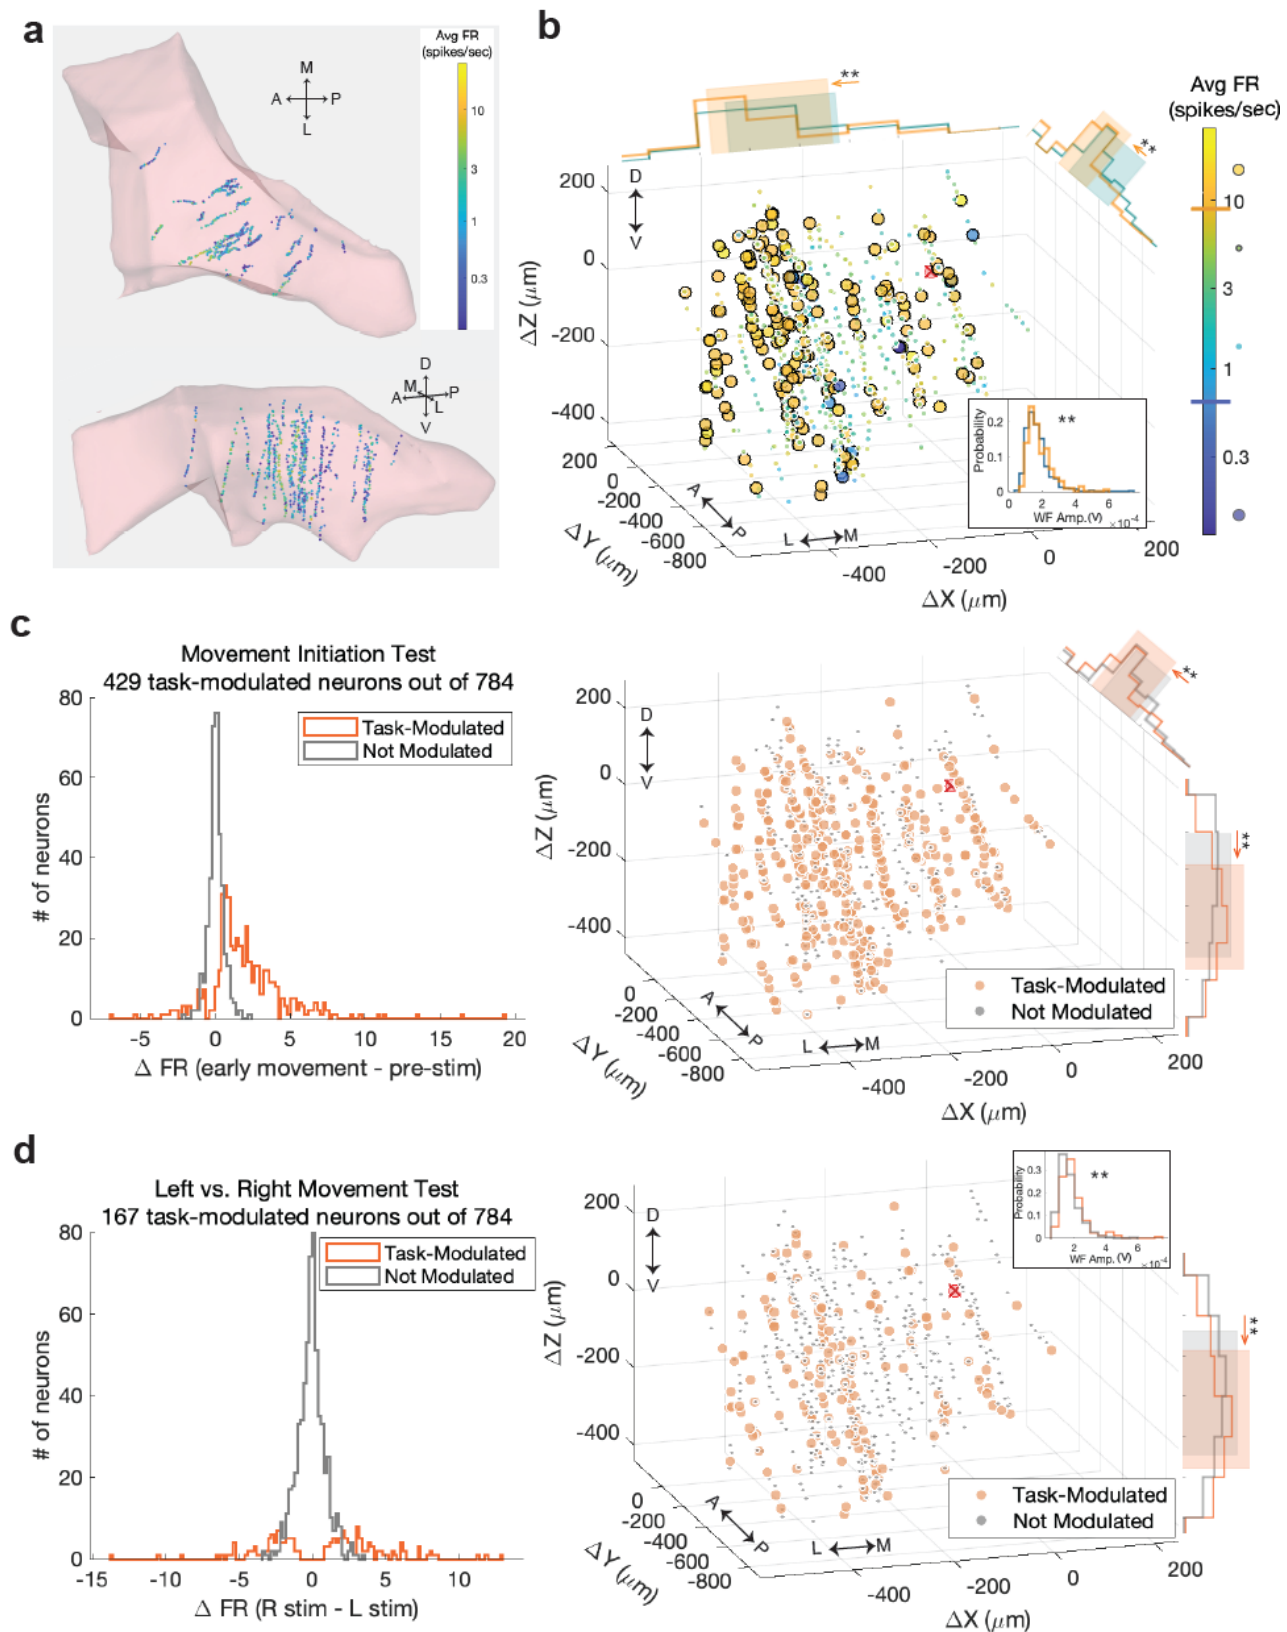 a
Avg FR
(spikes/sec)
M
A P
L
10
3
1
0.3
D
M
A P
L
V
b
**
**
Avg FR
(spikes/sec)
10
3
1
0.3
D
V
200
0
-200
-400
ΔZ (μm)
200
0
-200
-400
-600
-800
ΔY (μm)
A
P
L M
-400
-200
0
200
ΔX (μm)
Probability
0.2
0.1
0
**
0 2 4 6
WF Amp.(V) ×10⁻⁴
c
Movement Initiation Test
429 task-modulated neurons out of 784
Task-Modulated
Not Modulated
80
60
40
20
0
# of neurons
-5 0 5 10 15 20
Δ FR (early movement - pre-stim)
**
**
D
V
200
0
-200
-400
ΔZ (μm)
0
-200
-400
-600
-800
ΔY (μm)
A
P
L M
-400
-200
0
200
ΔX (μm)
Task-Modulated
Not Modulated
d
Left vs. Right Movement Test
167 task-modulated neurons out of 784
Task-Modulated
Not Modulated
80
60
40
20
0
# of neurons
-15 -10 -5 0 5 10
Δ FR (R stim - L stim)
Probability
0.3
0.2
0.1
0
**
2 4 6
WF Amp. (V) ×10⁻⁴
**
D
V
200
0
-200
-400
ΔZ (μm)
0
-200
-400
-600
-800
ΔY (μm)
A
P
L M
-400
-200
0
200
ΔX (μm)
Task-Modulated
Not Modulated